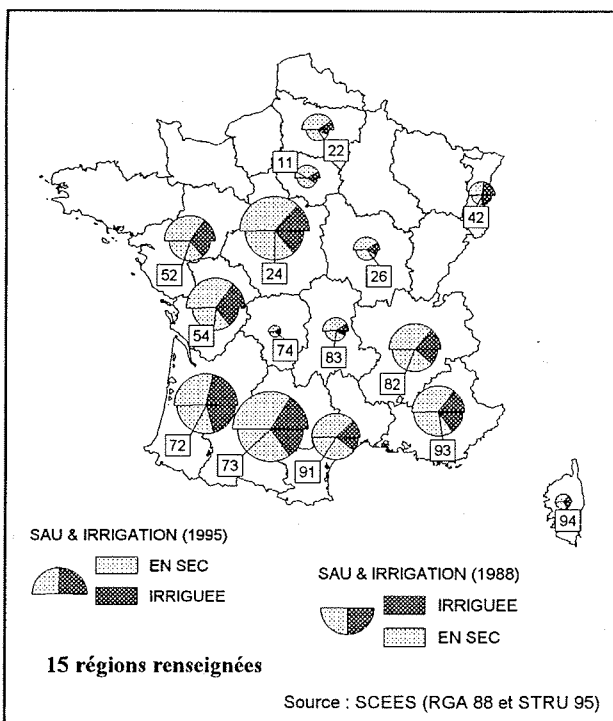 22
11
42
52
24
26
54
74
83
82
72
73
91
93
94
SAU & IRRIGATION (1995)
EN SEC
IRRIGUEE
SAU & IRRIGATION (1988)
IRRIGUEE
EN SEC
15 régions renseignées
Source : SCEES (RGA 88 et STRU 95)